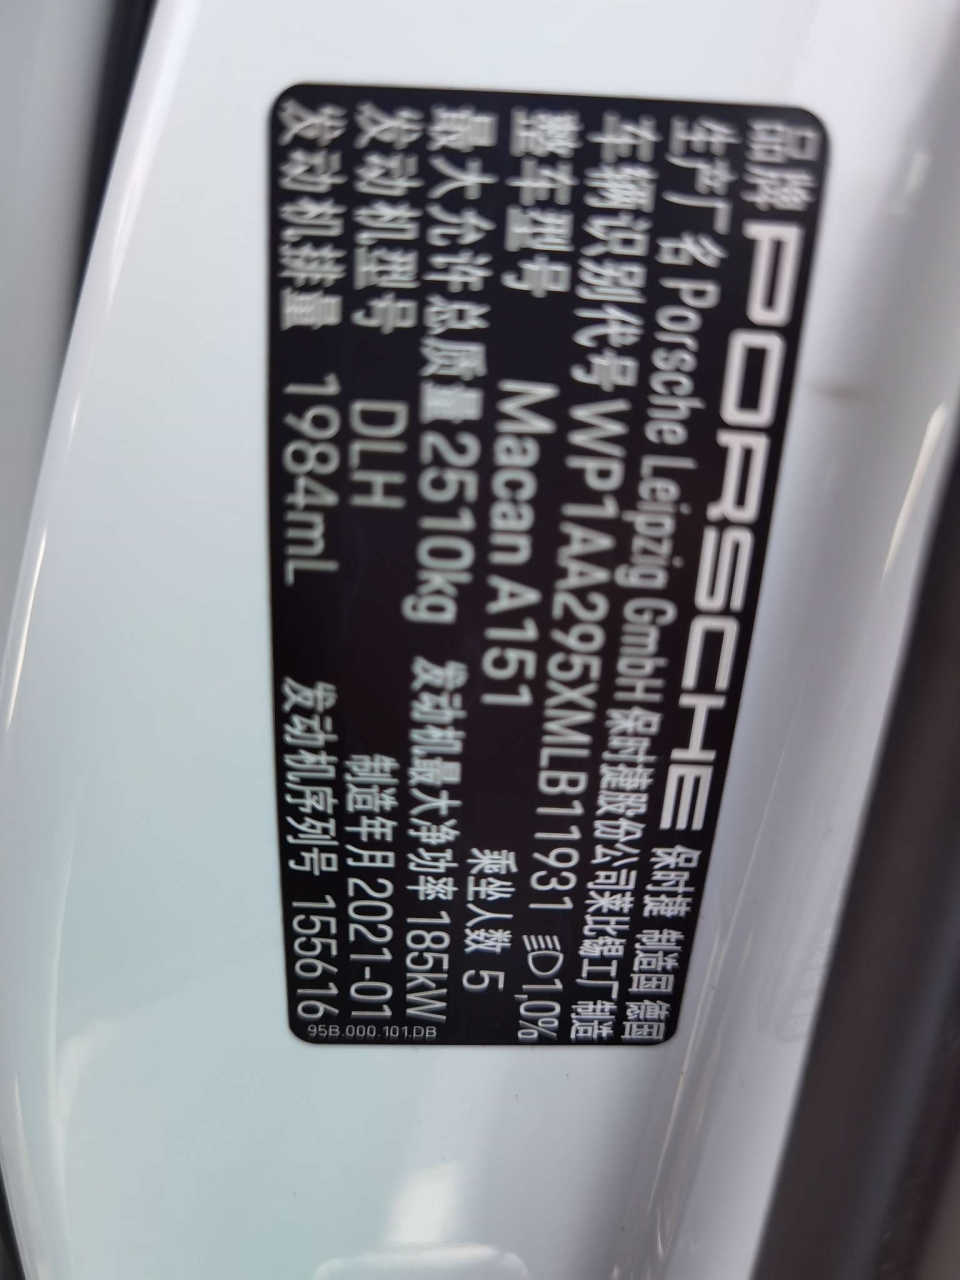 品牌 PORSCHE 保时捷 制造国 德国
生产厂名 Porsche Leipzig GmbH 保时捷股份公司莱比锡工厂制造
车辆识别代号 WP1AA295XMLB11931 1,0%
整车型号 Macan A151 乘坐人数 5
最大允许总质量 2510kg 发动机最大净功率 185kW
发动机型号 DLH 制造年月 2021-01
发动机排量 1984mL 发动机序列号 155616
95B.000.101.DB